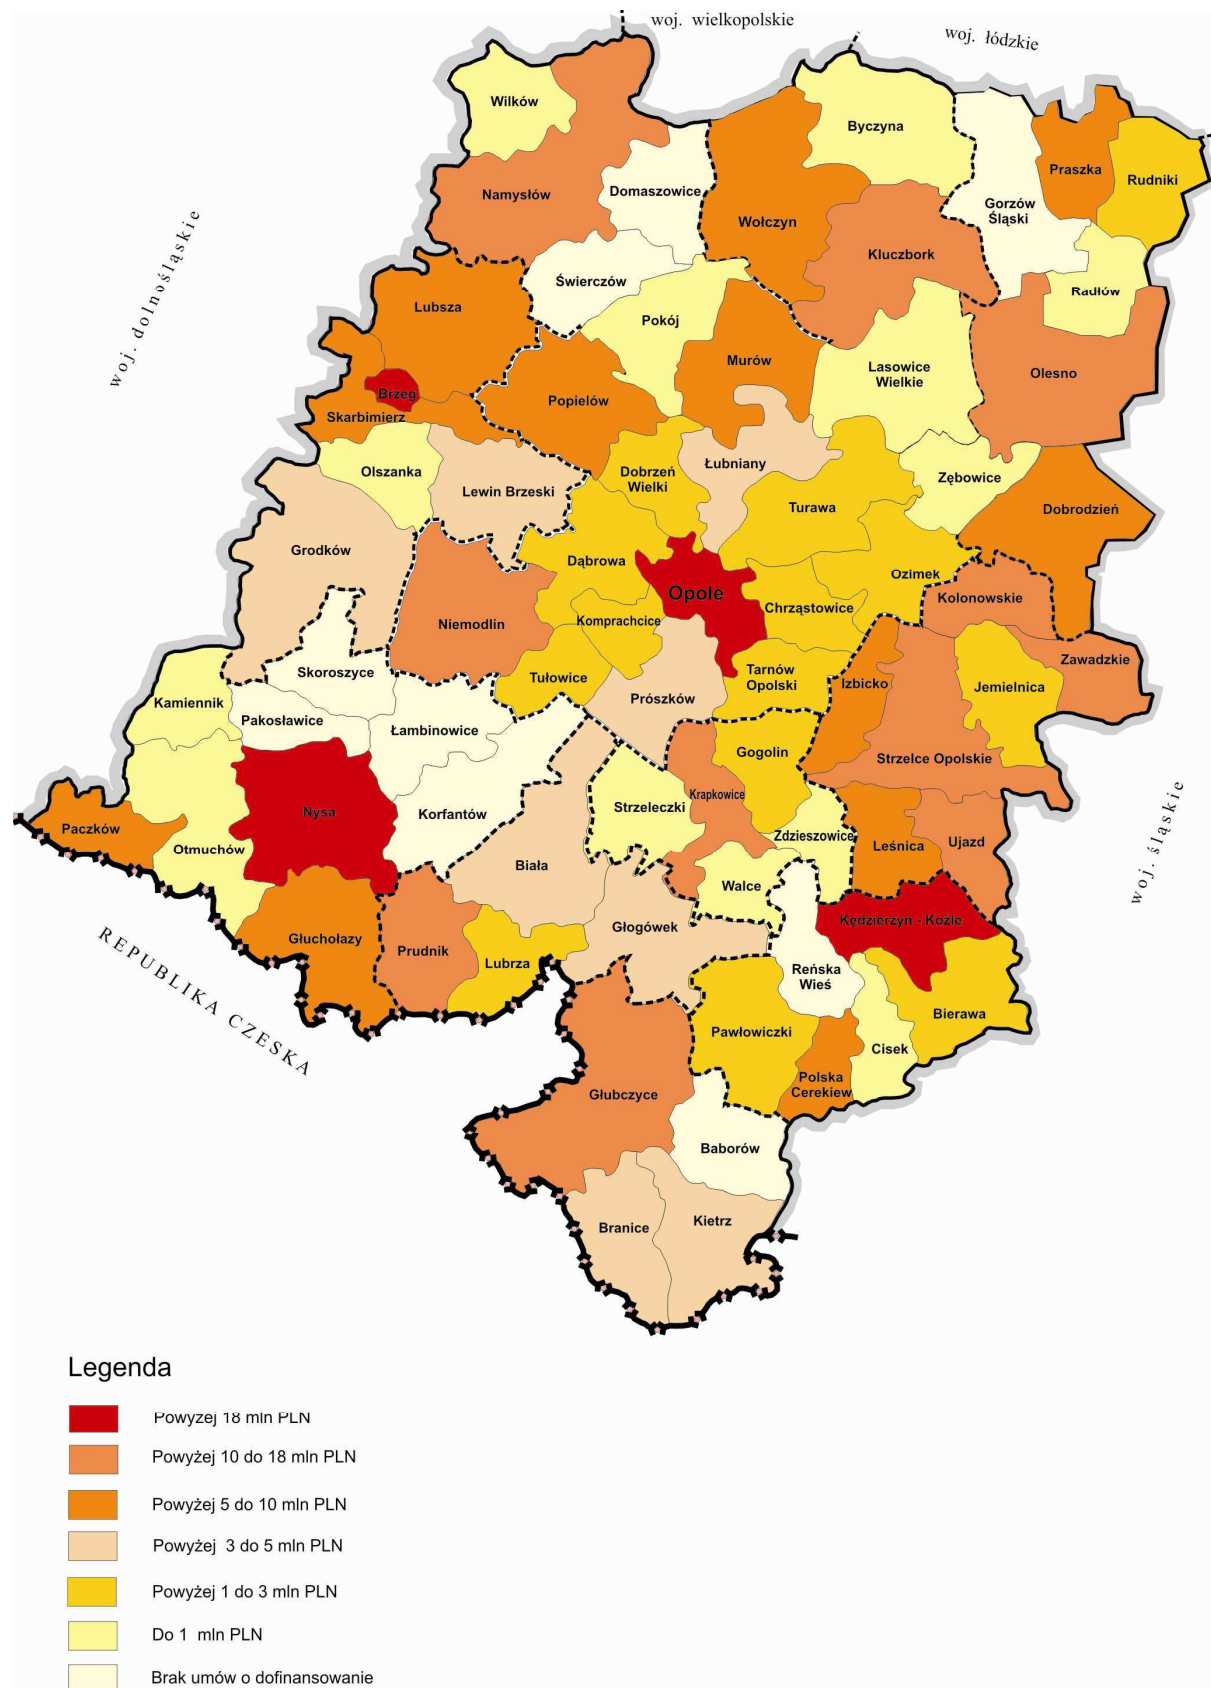 woj. wielkopolskie
woj. łódzkie
Wilków
Byczyna
Praszka
Rudniki
Namysłów
Domaszowice
Wołczyn
Gorzów
Śląski
Kluczbork
Świerczów
Radłów
woj. dolnośląskie
Lubsza
Pokój
Murów
Lasowice
Wielkie
Olesno
Brzeg
Popielów
Skarbimierz
Olszanka
Lewin Brzeski
Dobrzeń
Wielki
Łubniany
Zębowice
Turawa
Dobrodzień
Grodków
Dąbrowa
Ozimek
Opole
Chrząstowice
Kolonowskie
Niemodlin
Komprachcice
Skoroszyce
Tułowice
Tarnów
Opolski
Izbicko
Jemielnica
Zawadzkie
Kamiennik
Pakosławice
Prószków
Łambinowice
Gogolin
Strzelce Opolskie
Nysa
Korfantów
Strzeleczki
Krapkowice
Zdzieszowice
Paczków
Otmuchów
Leśnica
Ujazd
woj. śląskie
Biała
Walce
Kędzierzyn - Koźle
Głuchołazy
Prudnik
Lubrza
Głogówek
Reńska
Wieś
REPUBLIKA CZESKA
Pawłowiczki
Bierawa
Cisek
Polska
Cerekiew
Głubczyce
Baborów
Branice
Kietrz
Legenda
Powyżej 18 mln PLN
Powyżej 10 do 18 mln PLN
Powyżej 5 do 10 mln PLN
Powyżej 3 do 5 mln PLN
Powyżej 1 do 3 mln PLN
Do 1 mln PLN
Brak umów o dofinansowanie